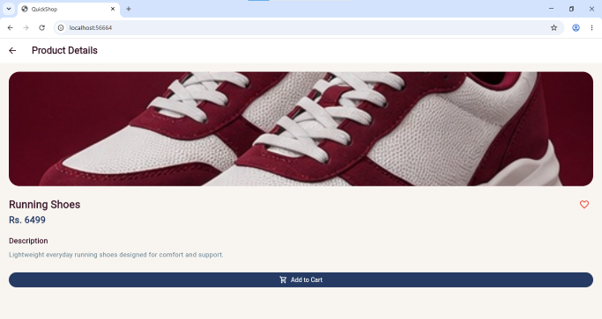 QuickShop
localhost:56664
Product Details
Running Shoes
Rs. 6499
Description
Lightweight everyday running shoes designed for comfort and support.
Add to Cart